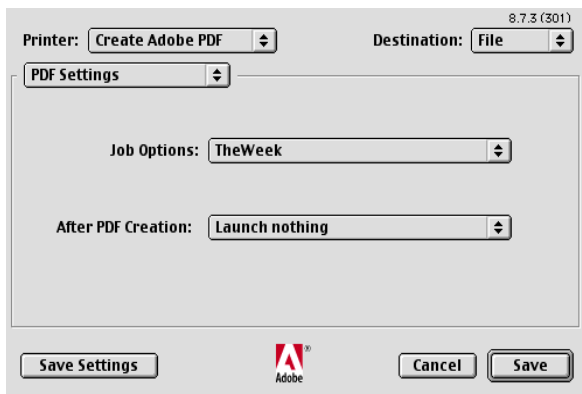 8.7.3 (301)
Printer: Create Adobe PDF Destination: File
PDF Settings
Job Options: TheWeek
After PDF Creation: Launch nothing
Save Settings
®
Adobe
Cancel Save